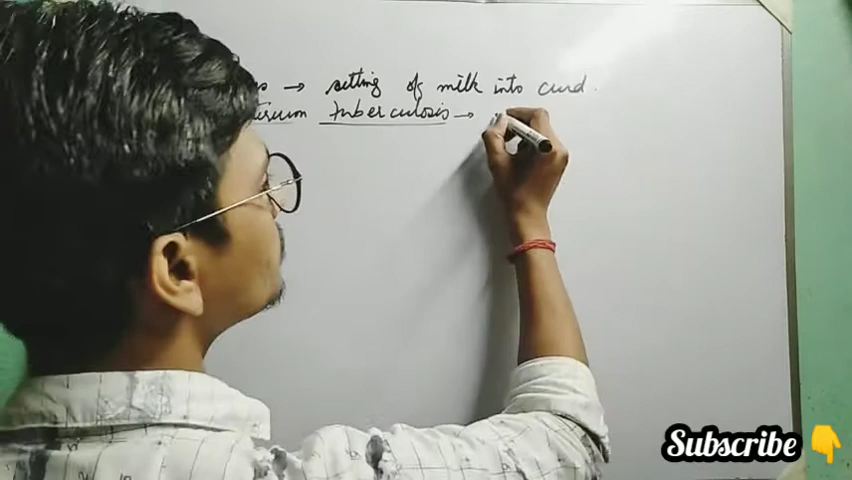 → setting of milk into curd.
tuberculosis →
Subscribe 👇